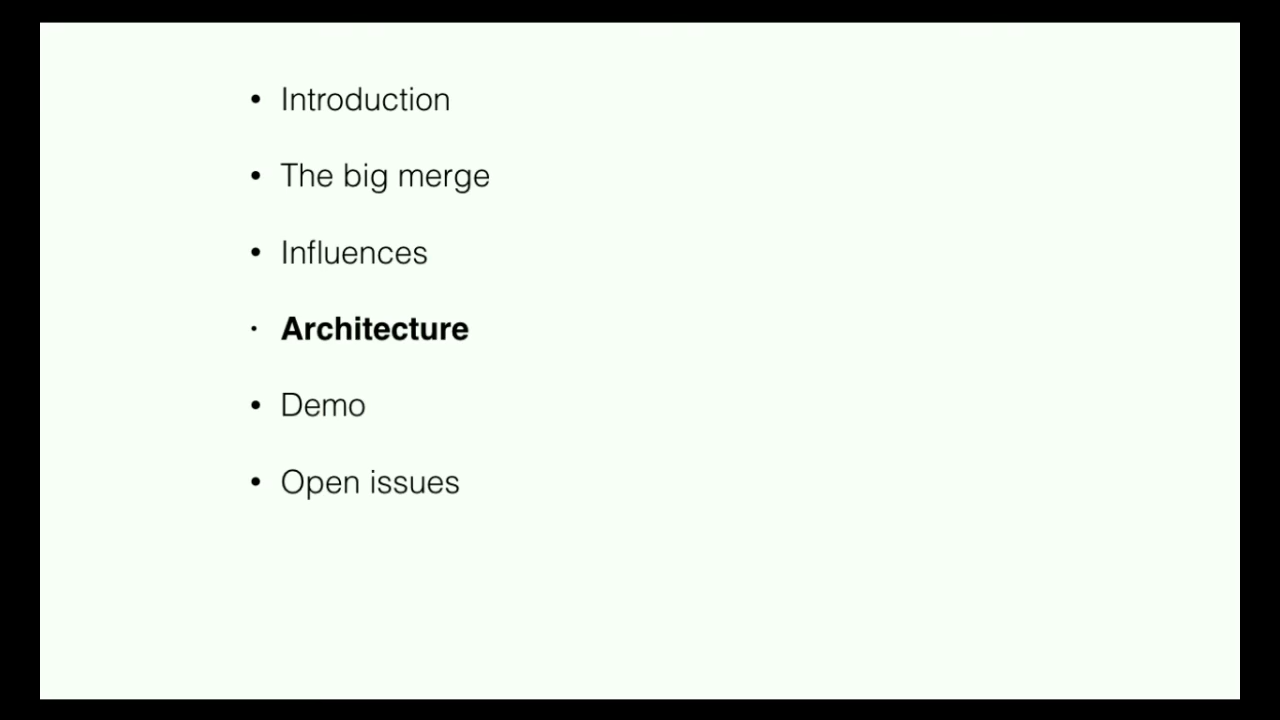 • Introduction
• The big merge
• Influences
• Architecture
• Demo
• Open issues